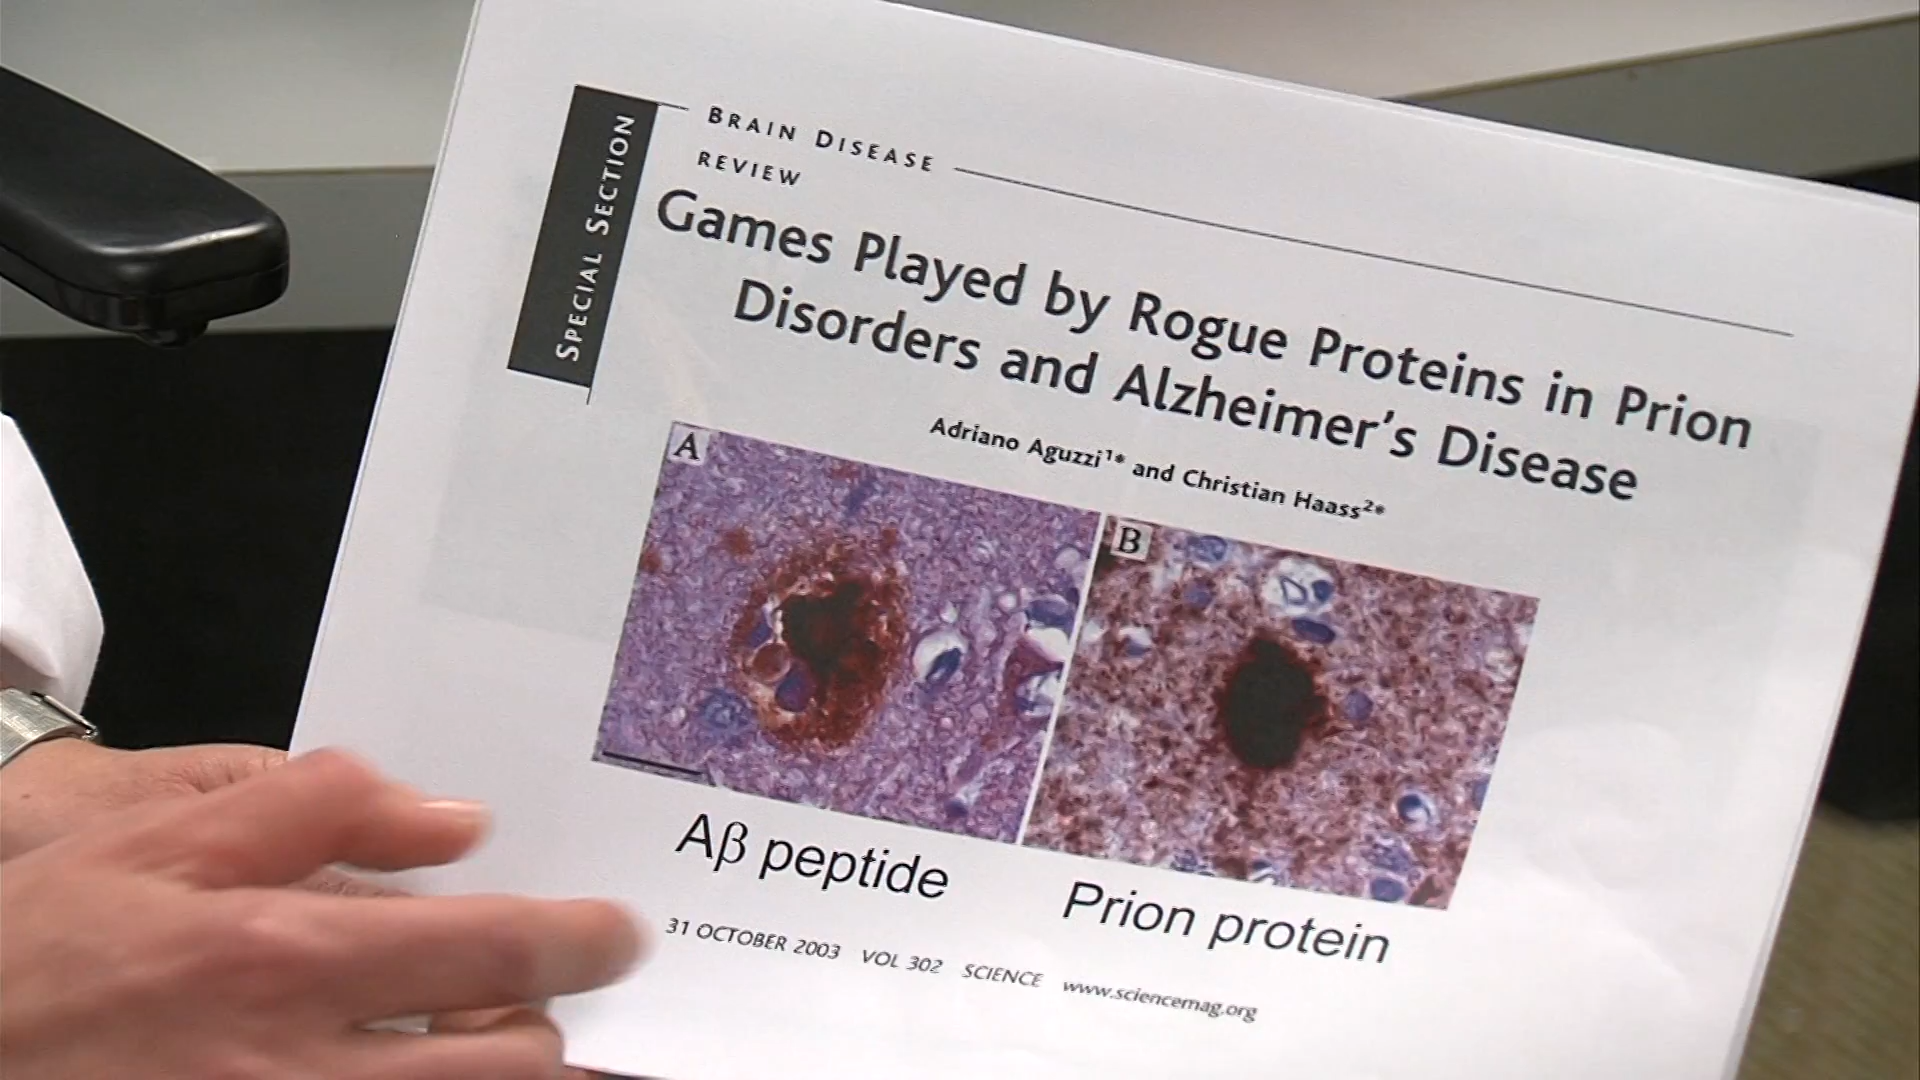 SPECIAL SECTION
BRAIN DISEASE
REVIEW
Games Played by Rogue Proteins in Prion
Disorders and Alzheimer's Disease
Adriano Aguzzi1* and Christian Haass2*
A
B
Aβ peptide
Prion protein
31 OCTOBER 2003 VOL 302 SCIENCE www.sciencemag.org